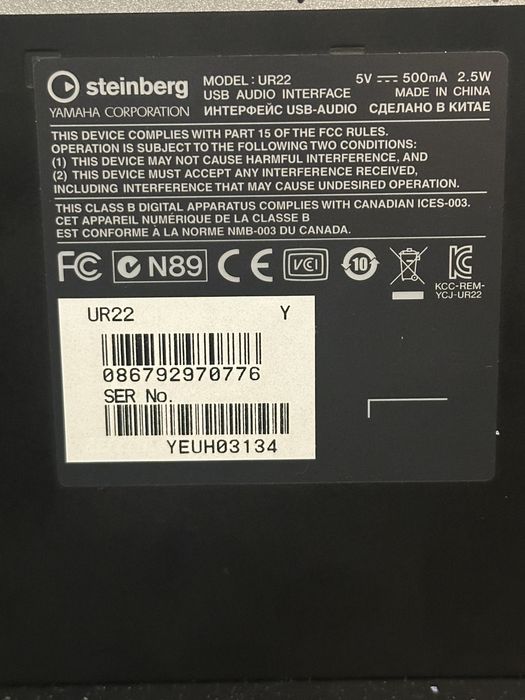 steinberg
YAMAHA CORPORATION
MODEL: UR22
USB AUDIO INTERFACE
ИНТЕРФЕЙС USB-AUDIO
5V ⎓ 500mA 2.5W
MADE IN CHINA
СДЕЛАНО В КИТАЕ
THIS DEVICE COMPLIES WITH PART 15 OF THE FCC RULES.
OPERATION IS SUBJECT TO THE FOLLOWING TWO CONDITIONS:
(1) THIS DEVICE MAY NOT CAUSE HARMFUL INTERFERENCE, AND
(2) THIS DEVICE MUST ACCEPT ANY INTERFERENCE RECEIVED,
INCLUDING INTERFERENCE THAT MAY CAUSE UNDESIRED OPERATION.
THIS CLASS B DIGITAL APPARATUS COMPLIES WITH CANADIAN ICES-003.
CET APPAREIL NUMÉRIQUE DE LA CLASSE B
EST CONFORME À LA NORME NMB-003 DU CANADA.
FC N89 CE VCI 10
KCC-REM-
YCJ-UR22
UR22 Y
086792970776
SER No.
YEUH03134